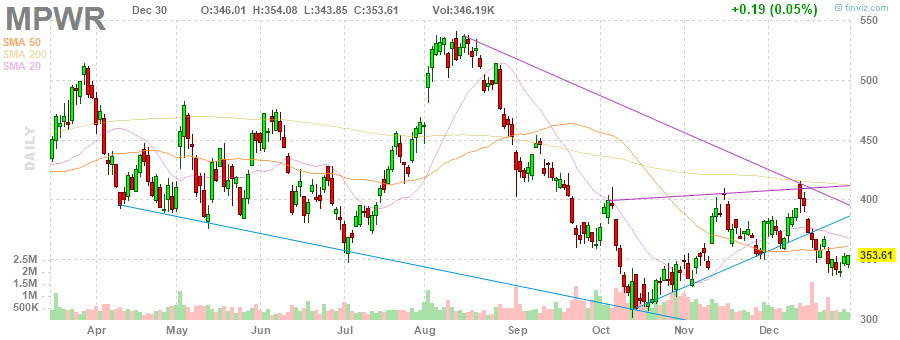 MPWR Dec 30 O:346.01 H:354.08 L:343.85 C:353.61 Vol:346.19K +0.19 (0.05%) finviz.com
SMA 50
SMA 200
SMA 20
DAILY
550
500
450
400
353.61
350
300
2.5M
2M
1.5M
1M
500K
Apr May Jun Jul Aug Sep Oct Nov Dec